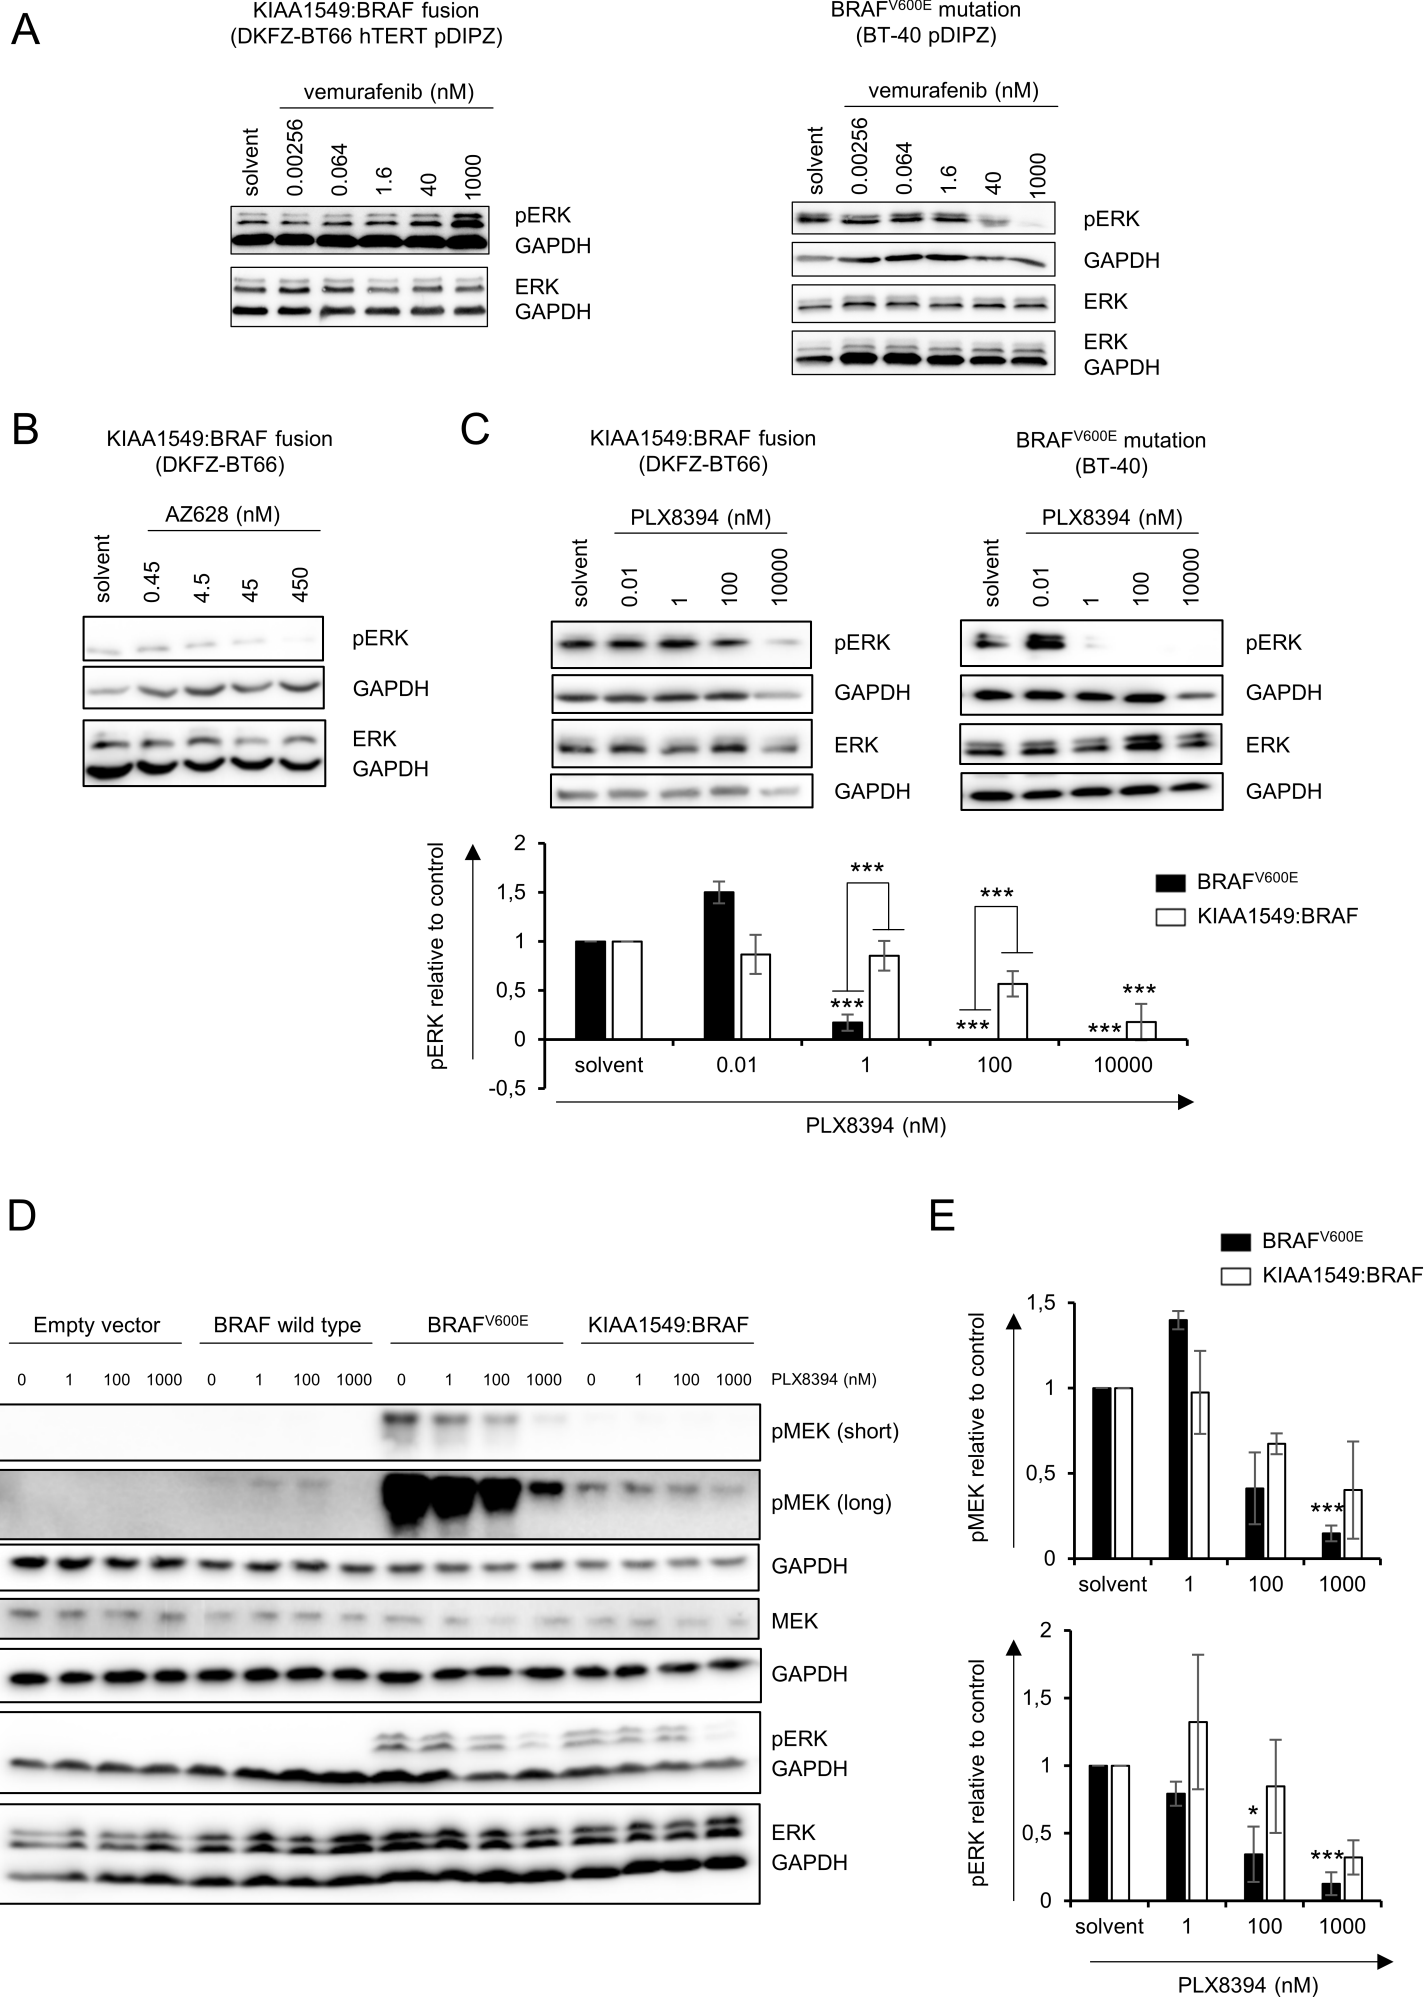 A
KIAA1549:BRAF fusion
(DKFZ-BT66 hTERT pDIPZ)
vemurafenib (nM)
solvent
0.00256
0.064
1.6
40
1000
pERK
GAPDH
ERK
GAPDH
BRAFV600E mutation
(BT-40 pDIPZ)
vemurafenib (nM)
solvent
0.00256
0.064
1.6
40
1000
pERK
GAPDH
ERK
ERK
GAPDH
B
KIAA1549:BRAF fusion
(DKFZ-BT66)
AZ628 (nM)
solvent
0.45
4.5
45
450
pERK
GAPDH
ERK
GAPDH
C
KIAA1549:BRAF fusion
(DKFZ-BT66)
PLX8394 (nM)
solvent
0.01
1
100
10000
pERK
GAPDH
ERK
GAPDH
BRAFV600E mutation
(BT-40)
PLX8394 (nM)
solvent
0.01
1
100
10000
pERK
GAPDH
ERK
GAPDH
pERK relative to control
2
1,5
1
0,5
0
-0,5
***
***
***
***
***
***
BRAFV600E
KIAA1549:BRAF
solvent 0.01 1 100 10000
PLX8394 (nM)
D
Empty vector BRAF wild type BRAFV600E KIAA1549:BRAF
0 1 100 1000 0 1 100 1000 0 1 100 1000 0 1 100 1000 PLX8394 (nM)
pMEK (short)
pMEK (long)
GAPDH
MEK
GAPDH
pERK
GAPDH
ERK
GAPDH
E
BRAFV600E
KIAA1549:BRAF
pMEK relative to control
1,5
1
0,5
0
***
solvent 1 100 1000
pERK relative to control
2
1,5
1
0,5
0
*
***
solvent 1 100 1000
PLX8394 (nM)